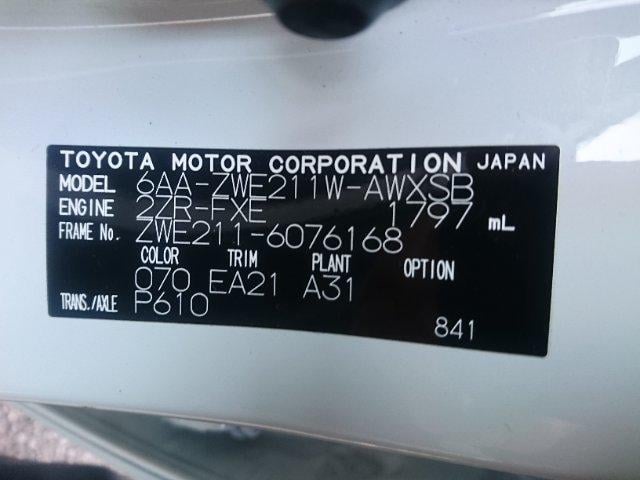 TOYOTA MOTOR CORPORATION JAPAN
MODEL 6AA-ZWE211W-AWXSB
ENGINE 2ZR-FXE 1797 mL
FRAME No. ZWE211-6076168
COLOR TRIM PLANT OPTION
070 EA21 A31
TRANS./AXLE P610
841